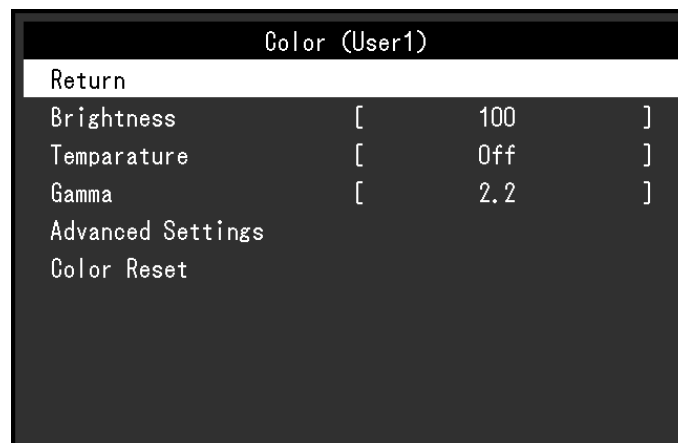 Color (User1)
Return
Brightness [ 100 ]
Temparature [ Off ]
Gamma [ 2.2 ]
Advanced Settings
Color Reset